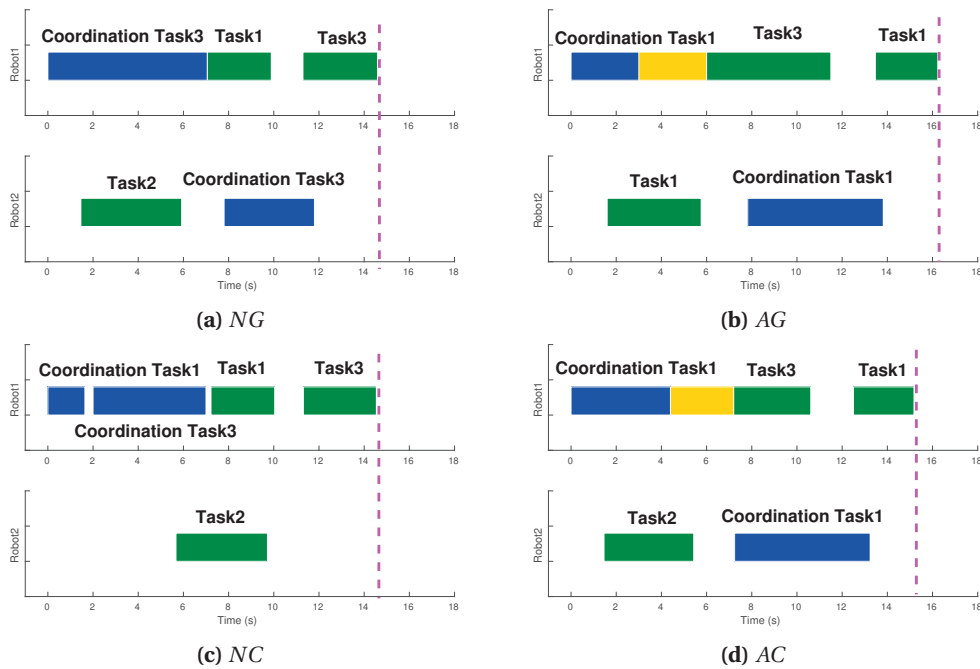 Coordination Task3 Task1 Task3
Robot1
0 2 4 6 8 10 12 14 16 18
Task2 Coordination Task3
Robot2
0 2 4 6 8 10 12 14 16 18
Time (s)
(a) NG
Coordination Task1 Task3 Task1
Robot1
0 2 4 6 8 10 12 14 16 18
Task1 Coordination Task1
Robot2
0 2 4 6 8 10 12 14 16 18
Time (s)
(b) AG
Coordination Task1 Task1 Task3
Robot1
Coordination Task3
0 2 4 6 8 10 12 14 16 18
Task2
Robot2
0 2 4 6 8 10 12 14 16 18
Time (s)
(c) NC
Coordination Task1 Task3 Task1
Robot1
0 2 4 6 8 10 12 14 16 18
Task2 Coordination Task1
Robot2
0 2 4 6 8 10 12 14 16 18
Time (s)
(d) AC